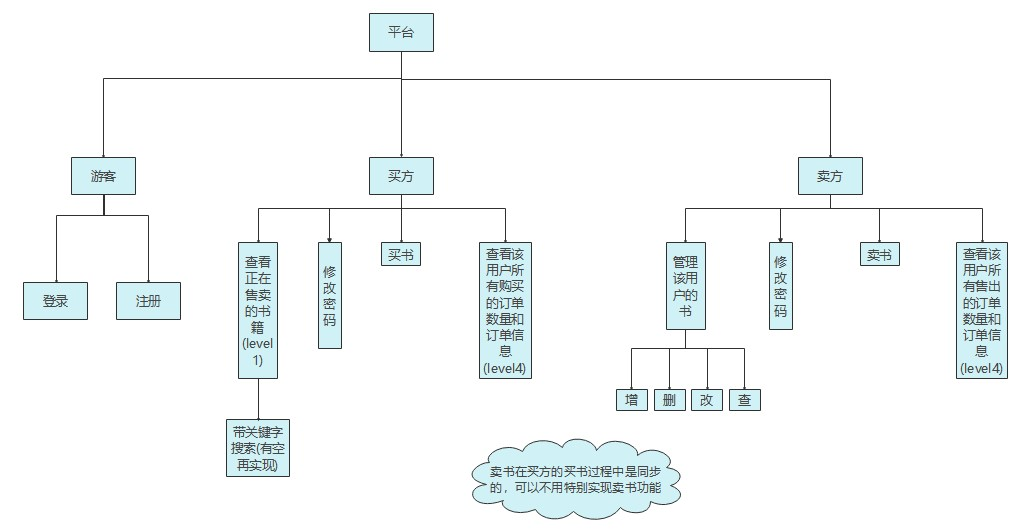 平台
游客
买方
卖方
登录
注册
查看
正在
售卖
的书
籍
(level
1)
修
改
密
码
买书
查看该
用户所
有购买
的订单
数量和
订单信
息
(level4)
管理
该用
户的
书
修
改
密
码
卖书
查看该
用户所
有售出
的订单
数量和
订单信
息
(level4)
增
删
改
查
带关键字
搜索(有空
再实现)
卖书在买方的买书过程中是同步
的，可以不用特别实现卖书功能